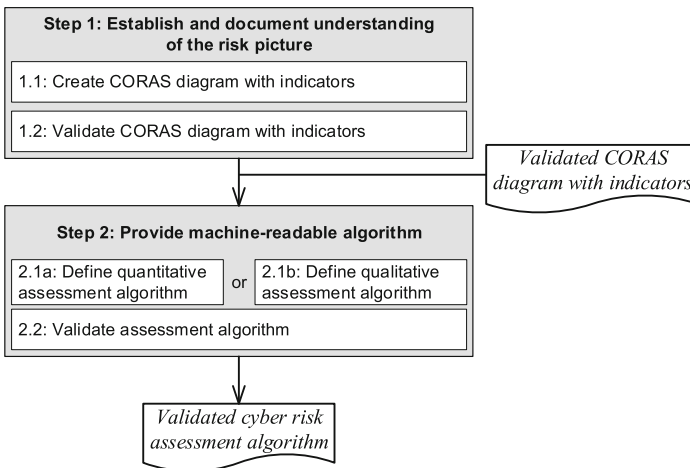 Step 1: Establish and document understanding
of the risk picture
1.1: Create CORAS diagram with indicators
1.2: Validate CORAS diagram with indicators
Validated CORAS
diagram with indicators
Step 2: Provide machine-readable algorithm
2.1a: Define quantitative
assessment algorithm
or
2.1b: Define qualitative
assessment algorithm
2.2: Validate assessment algorithm
Validated cyber risk
assessment algorithm